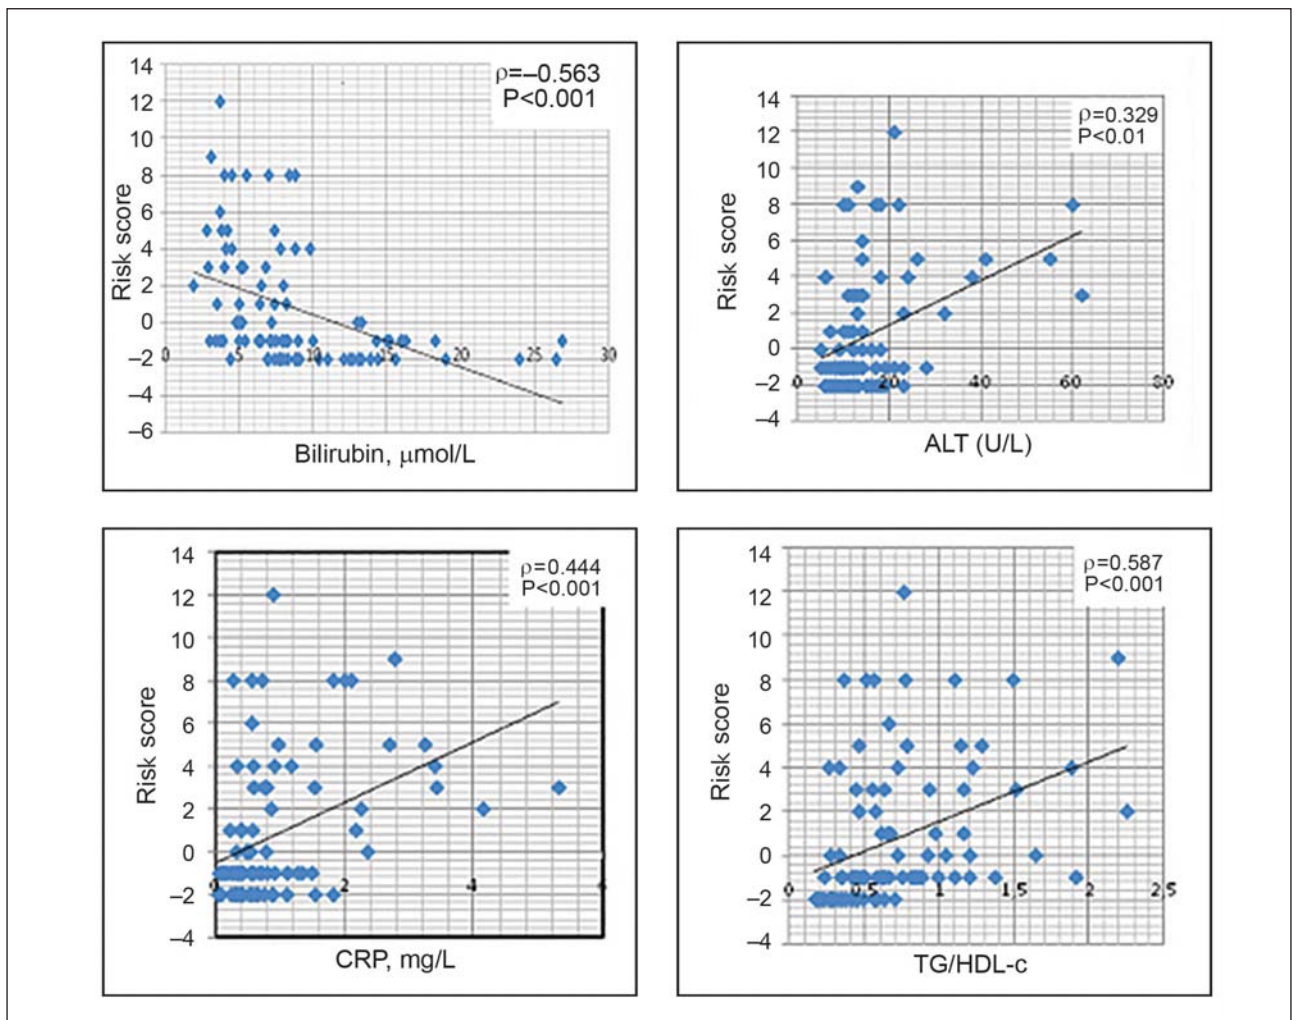 ρ=–0.563
P<0.001
14
12
10
8
6
4
2
0
–2
–4
–6
0 5 10 15 20 25 30
Risk score
Bilirubin, μmol/L
ρ=0.329
P<0.01
14
12
10
8
6
4
2
0
–2
–4
0 20 40 60 80
Risk score
ALT (U/L)
ρ=0.444
P<0.001
14
12
10
8
6
4
2
0
–2
–4
0 2 4 6
Risk score
CRP, mg/L
ρ=0.587
P<0.001
14
12
10
8
6
4
2
0
–2
–4
0 0,5 1 1,5 2 2,5
Risk score
TG/HDL-c